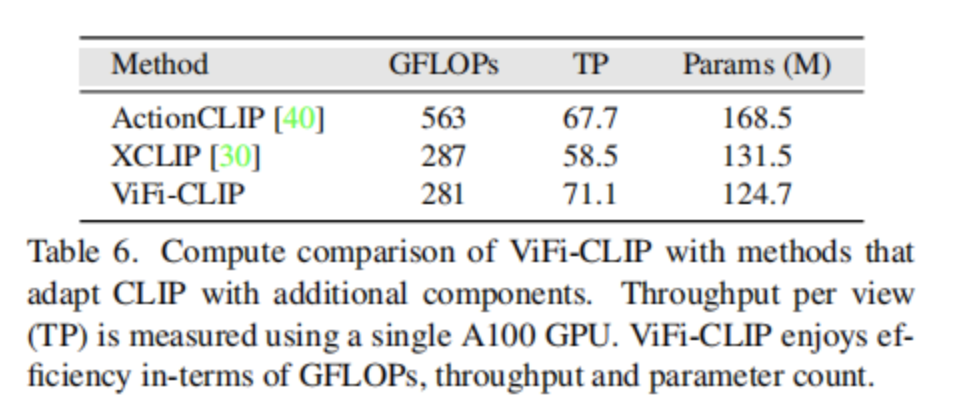 Method GFLOPs TP Params (M)
ActionCLIP [40] 563 67.7 168.5
XCLIP [30] 287 58.5 131.5
ViFi-CLIP 281 71.1 124.7
Table 6. Compute comparison of ViFi-CLIP with methods that
adapt CLIP with additional components. Throughput per view
(TP) is measured using a single A100 GPU. ViFi-CLIP enjoys ef-
ficiency in-terms of GFLOPs, throughput and parameter count.